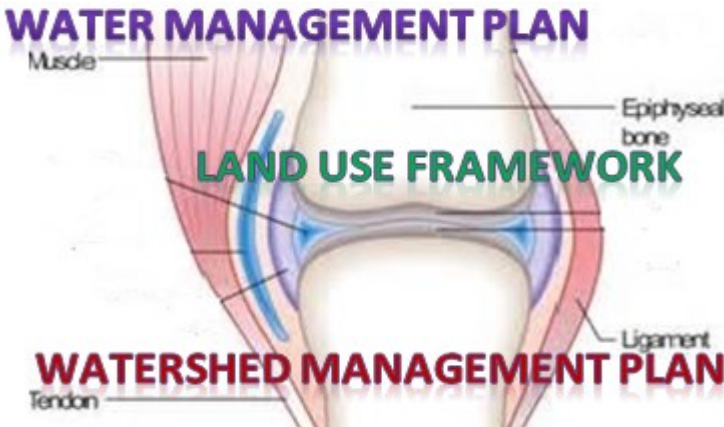 WATER MANAGEMENT PLAN
Muscle
Epiphyseal
bone
LAND USE FRAMEWORK
Ligament
WATERSHED MANAGEMENT PLAN
Tendon